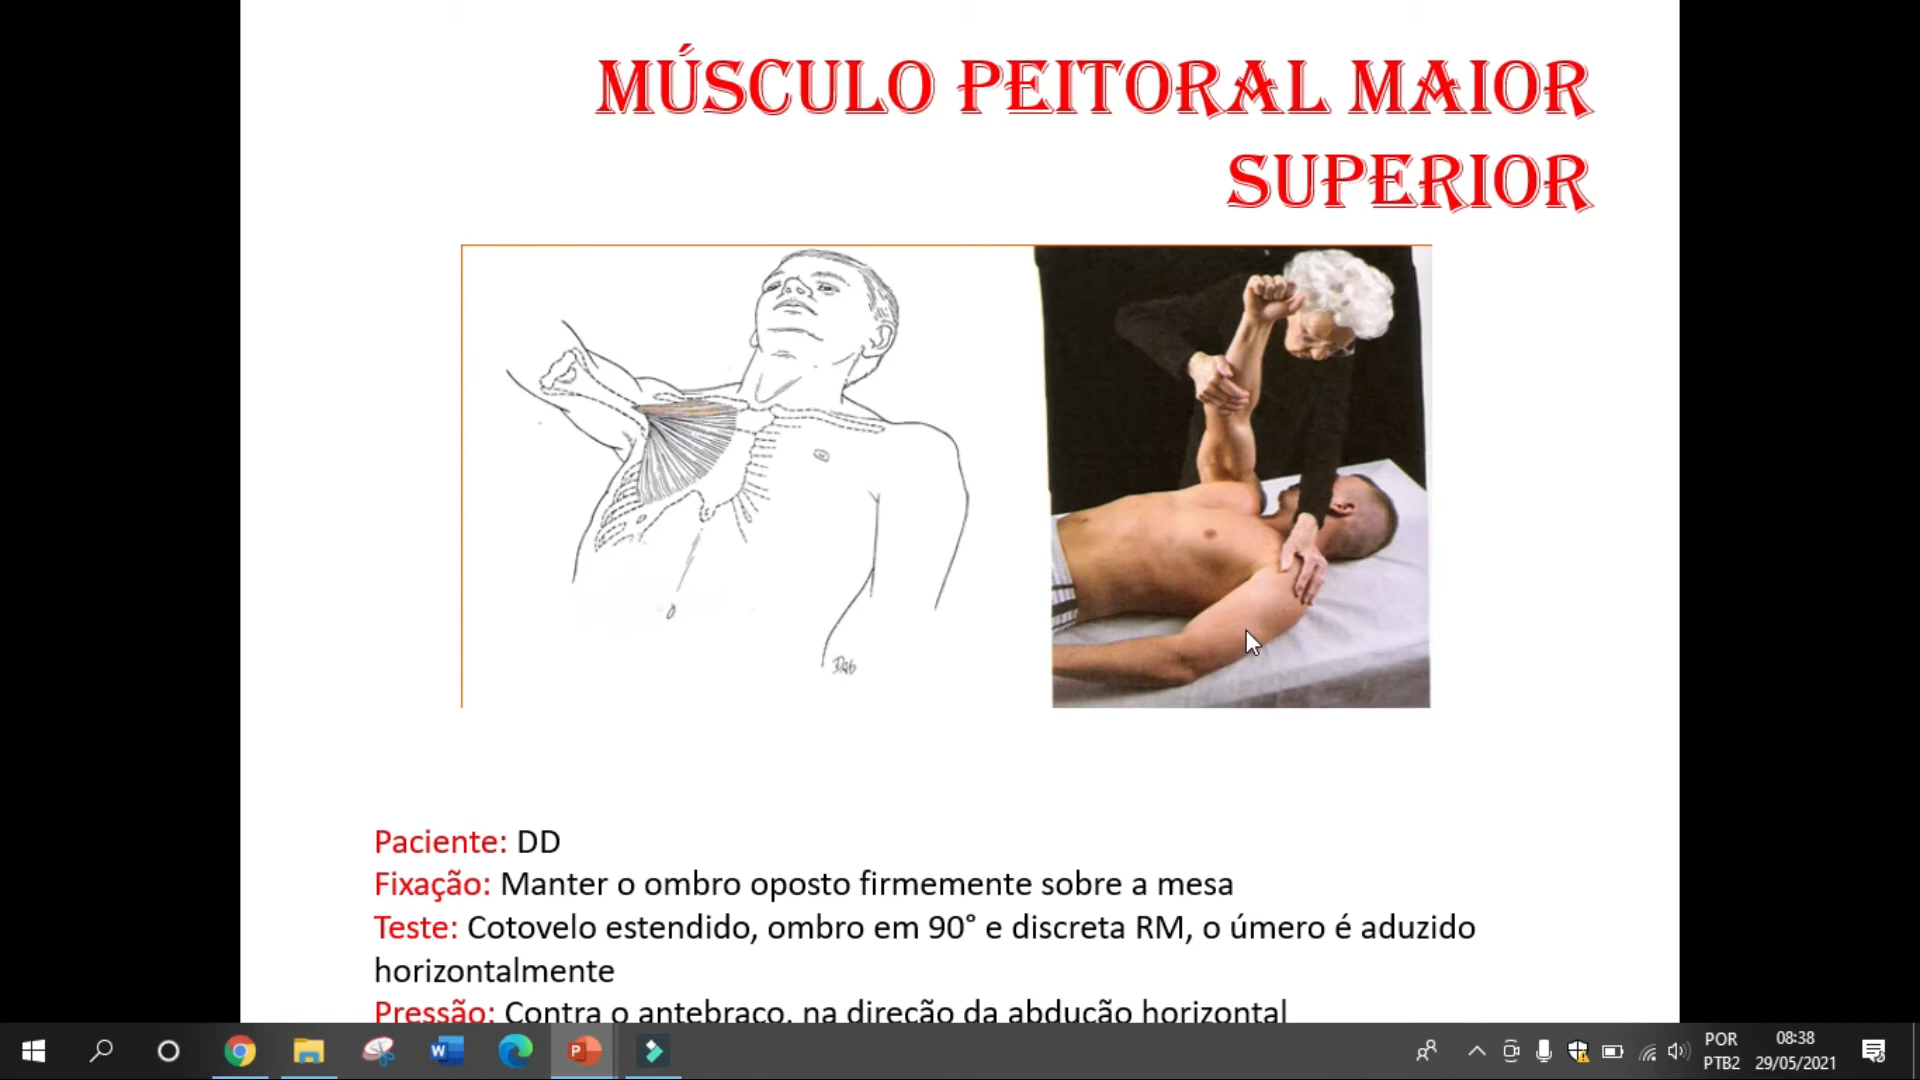 MÚSCULO PEITORAL MAIOR
SUPERIOR
Paciente: DD
Fixação: Manter o ombro oposto firmemente sobre a mesa
Teste: Cotovelo estendido, ombro em 90° e discreta RM, o úmero é aduzido
horizontalmente
Pressão: Contra o antebraço, na direção da abdução horizontal
POR
PTB2
08:38
29/05/2021